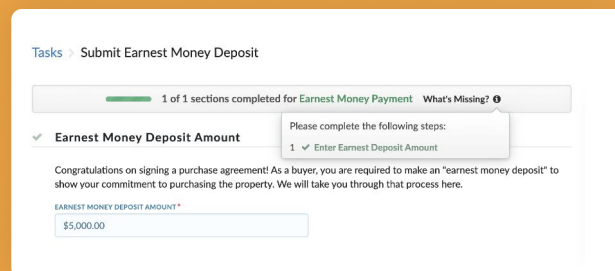 Tasks > Submit Earnest Money Deposit
1 of 1 sections completed for Earnest Money Payment What's Missing?
Please complete the following steps:
1 ✓ Enter Earnest Deposit Amount
Earnest Money Deposit Amount
Congratulations on signing a purchase agreement! As a buyer, you are required to make an "earnest money deposit" to
show your commitment to purchasing the property. We will take you through that process here.
EARNEST MONEY DEPOSIT AMOUNT*
$5,000.00